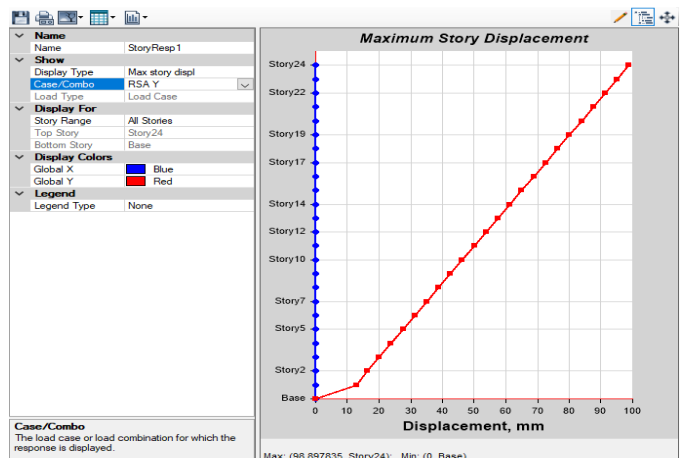 Name
Name StoryResp1
Show
Display Type Max story displ
Case/Combo RSA Y
Load Type Load Case
Display For
Story Range All Stories
Top Story Story24
Bottom Story Base
Display Colors
Global X Blue
Global Y Red
Legend
Legend Type None
Case/Combo
The load case or load combination for which the
response is displayed.
Maximum Story Displacement
Story24
Story22
Story19
Story17
Story14
Story12
Story10
Story7
Story5
Story2
Base
0 10 20 30 40 50 60 70 80 90 100
Displacement, mm
Max: (98.897835, Story24); Min: (0, Base)